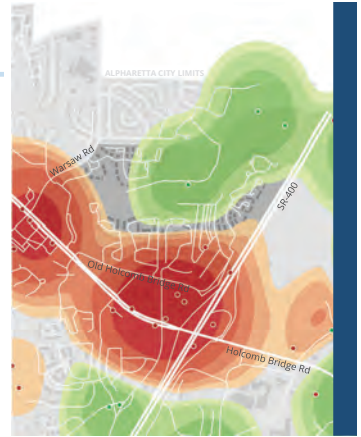 ALPHARETTA CITY LIMITS
Warsaw Rd
SR-400
Old Holcomb Bridge Rd
Holcomb Bridge Rd